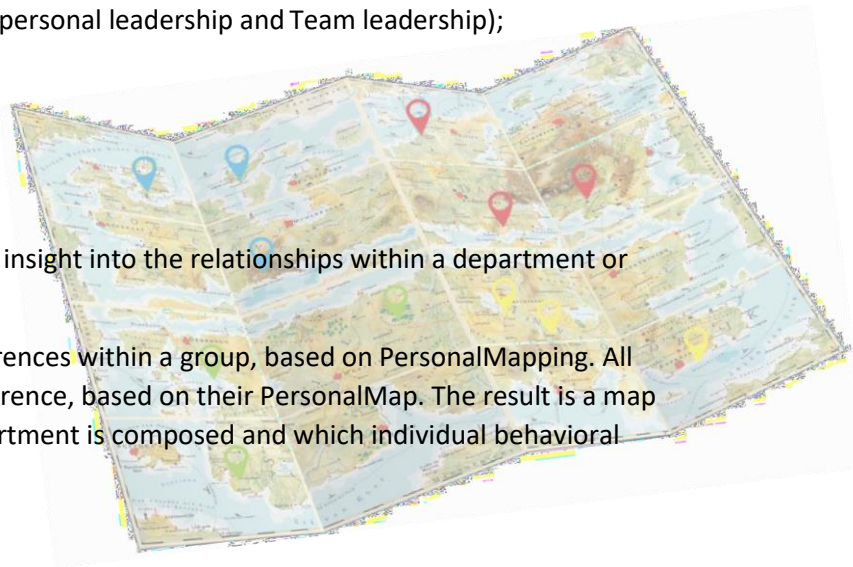 personal leadership and Team leadership);
insight into the relationships within a department or
rences within a group, based on PersonalMapping. All
rence, based on their PersonalMap. The result is a map
artment is composed and which individual behavioral